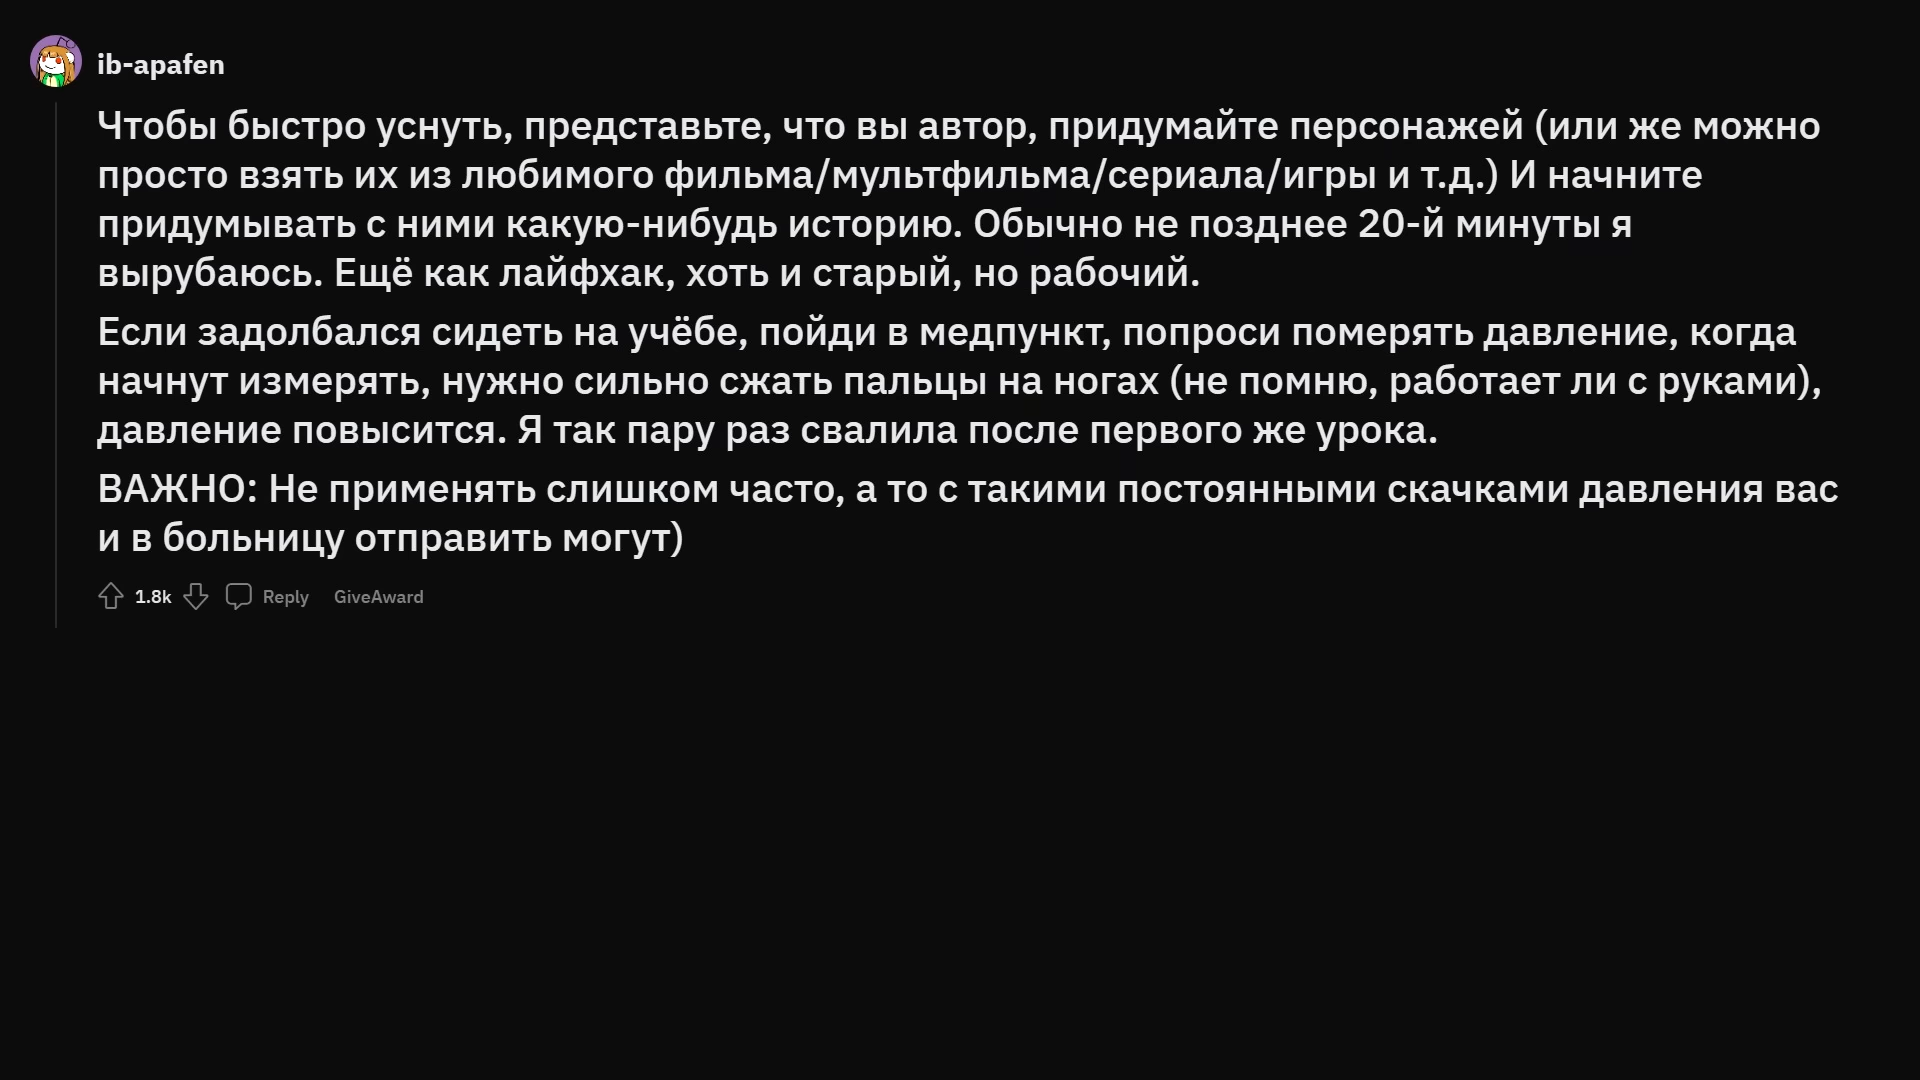 ib-apafen
Чтобы быстро уснуть, представьте, что вы автор, придумайте персонажей (или же можно
просто взять их из любимого фильма/мультфильма/сериала/игры и т.д.) И начните
придумывать с ними какую-нибудь историю. Обычно не позднее 20-й минуты я
вырубаюсь. Ещё как лайфхак, хоть и старый, но рабочий.
Если задолбался сидеть на учёбе, пойди в медпункт, попроси померять давление, когда
начнут измерять, нужно сильно сжать пальцы на ногах (не помню, работает ли с руками),
давление повысится. Я так пару раз свалила после первого же урока.
ВАЖНО: Не применять слишком часто, а то с такими постоянными скачками давления вас
и в больницу отправить могут)
1.8k Reply GiveAward